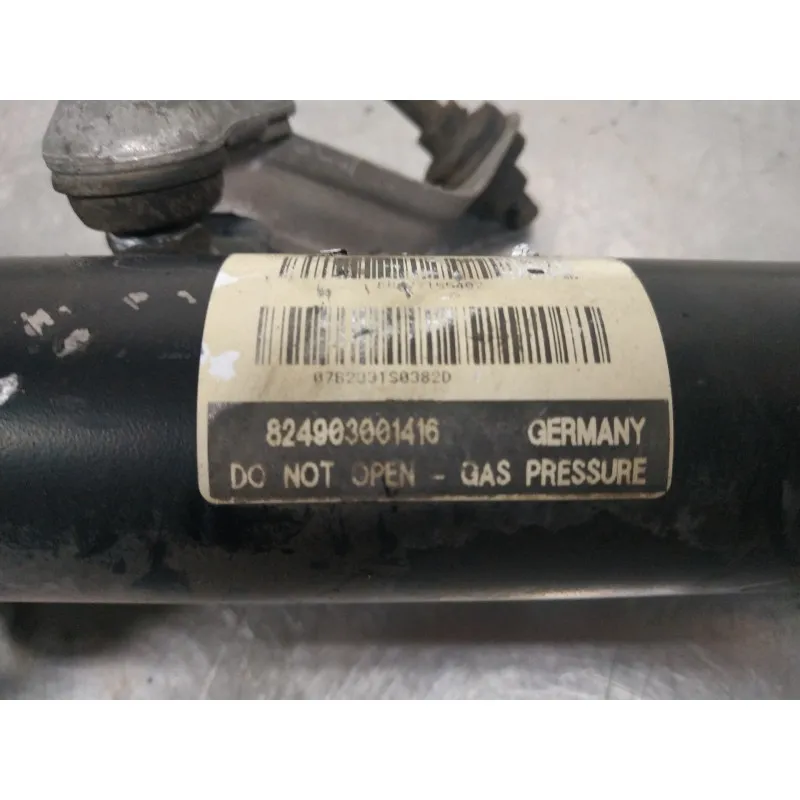 0782031S0382D
824903001416 GERMANY
DO NOT OPEN - GAS PRESSURE